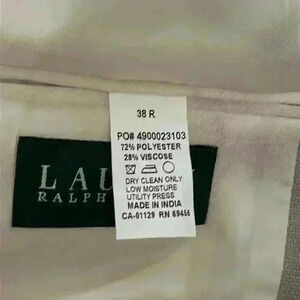 38 R
PO# 4900023103
72% POLYESTER
28% VISCOSE
DRY CLEAN ONLY
LOW MOISTURE
UTILITY PRESS
MADE IN INDIA
CA-01129 RN 69456
LAU
RALPH